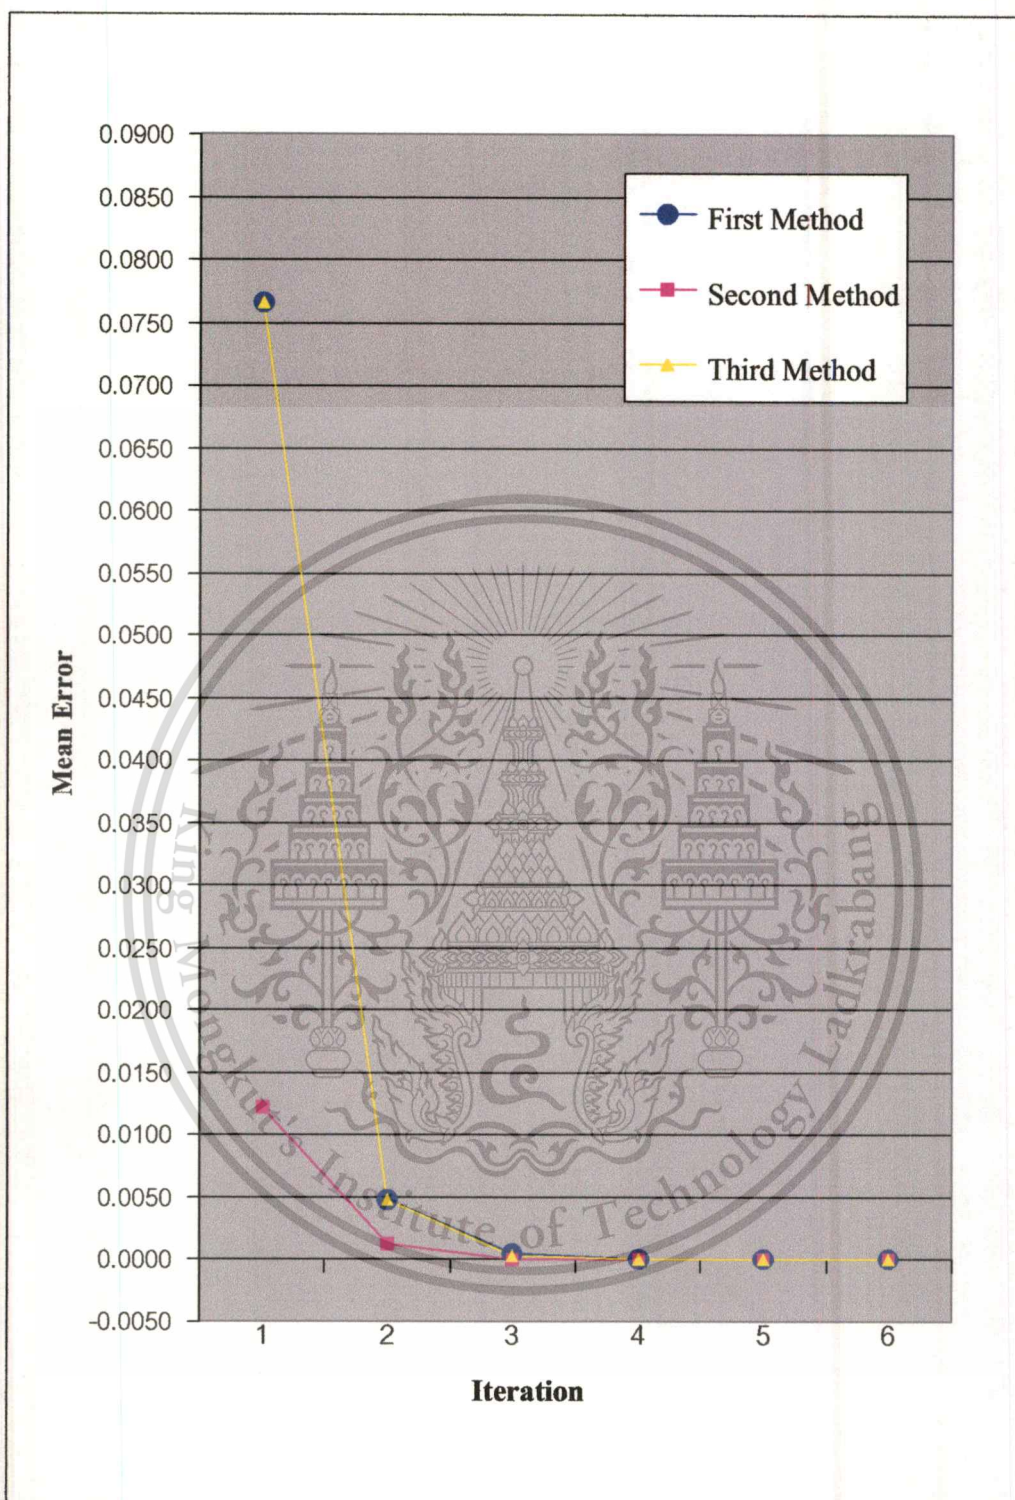 0.0900
0.0850
0.0800
0.0750
0.0700
0.0650
0.0600
0.0550
0.0500
0.0450
0.0400
0.0350
0.0300
0.0250
0.0200
0.0150
0.0100
0.0050
0.0000
-0.0050
Mean Error
First Method
Second Method
Third Method
1 2 3 4 5 6
Iteration
King Mongkut's Institute of Technology Ladkrabang